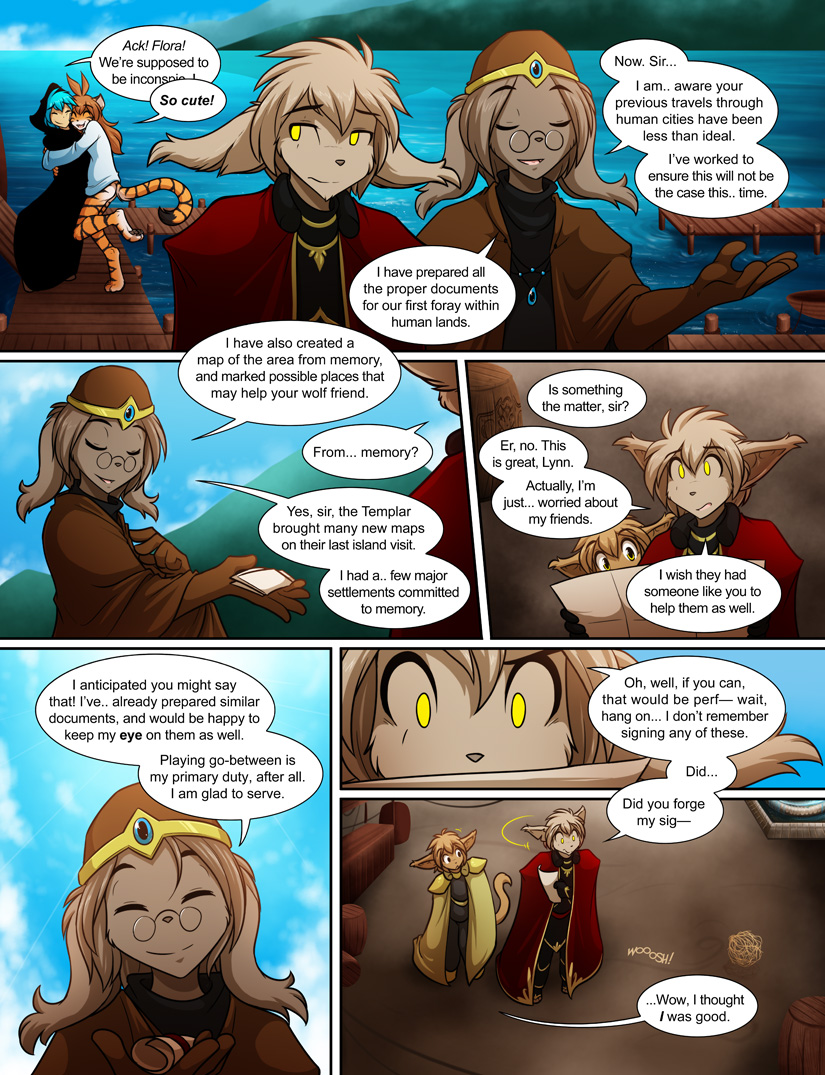 Ack! Flora!
We're supposed to
be inconspic—!
So cute!
Now. Sir...
I am.. aware your
previous travels through
human cities have been
less than ideal.
I've worked to
ensure this will not be
the case this.. time.
I have prepared all
the proper documents
for our first foray within
human lands.
I have also created a
map of the area from memory,
and marked possible places that
may help your wolf friend.
From... memory?
Yes, sir, the Templar
brought many new maps
on their last island visit.
I had a.. few major
settlements committed
to memory.
Is something
the matter, sir?
Er, no. This
is great, Lynn.
Actually, I'm
just... worried about
my friends.
I wish they had
someone like you to
help them as well.
I anticipated you might say
that! I've.. already prepared similar
documents, and would be happy to
keep my eye on them as well.
Playing go-between is
my primary duty, after all.
I am glad to serve.
Oh, well, if you can,
that would be perf— wait,
hang on... I don't remember
signing any of these.
Did...
Did you forge
my sig—
WOOOSH!
...Wow, I thought
I was good.